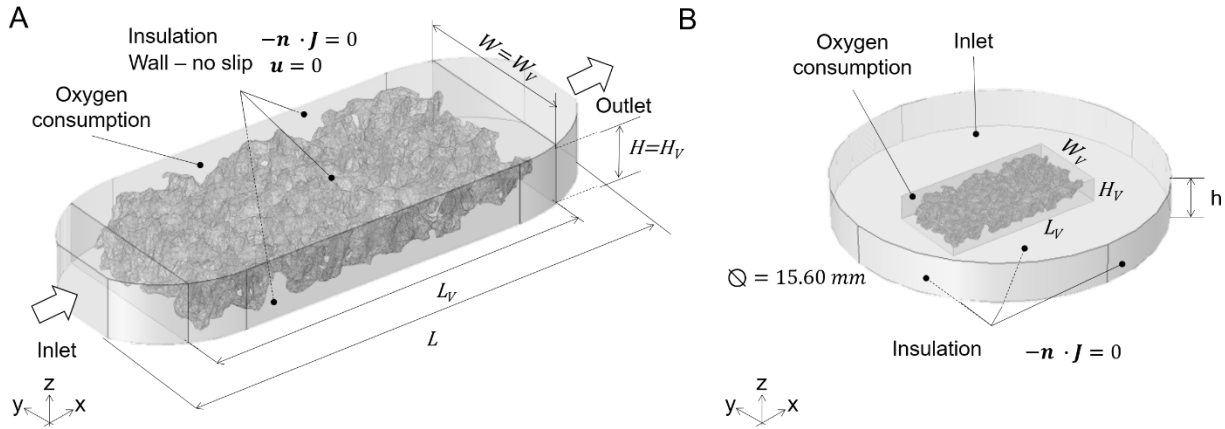 A
Insulation −n · J = 0
Wall – no slip u = 0
Oxygen
consumption
W=W_V
Outlet
H=H_V
L_V
L
Inlet
z
y
x
B
Oxygen
consumption
Inlet
W_V
H_V
h
L_V
∅ = 15.60 mm
Insulation −n · J = 0
z
y
x